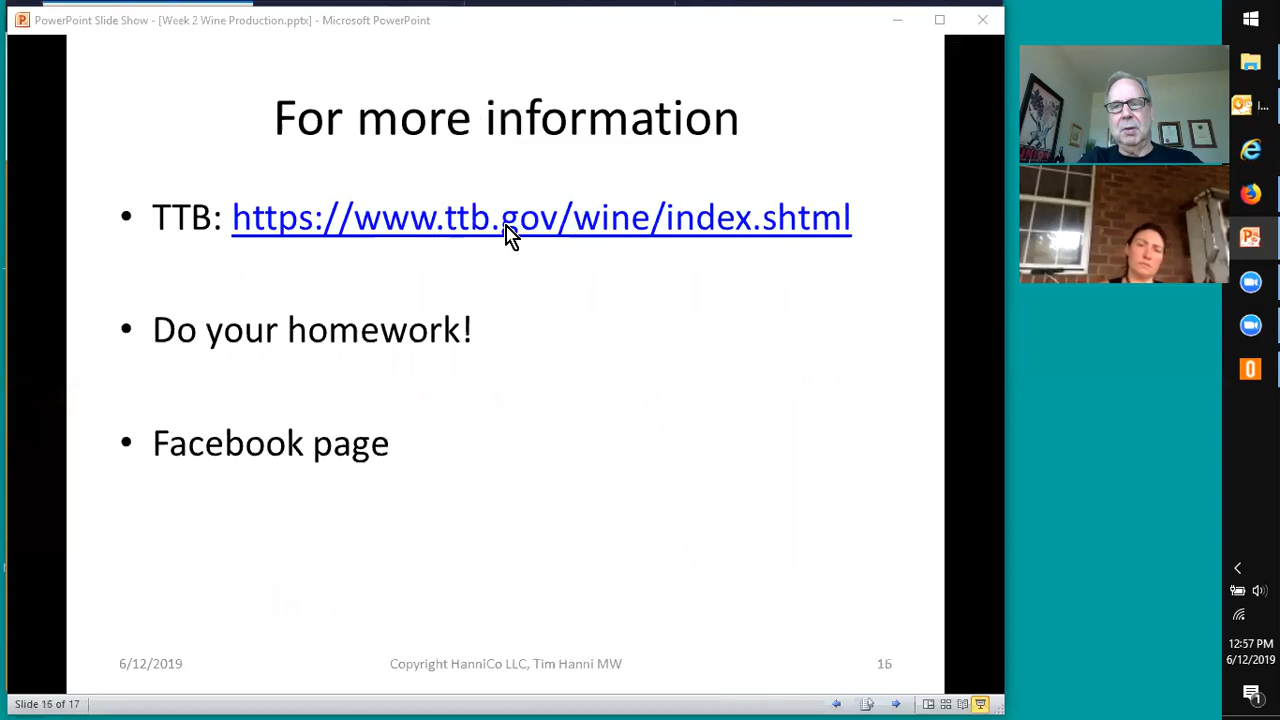 PowerPoint Slide Show - [Week 2 Wine Production.pptx] - Microsoft PowerPoint
For more information
• TTB: https://www.ttb.gov/wine/index.shtml
• Do your homework!
• Facebook page
6/12/2019
Copyright HanniCo LLC, Tim Hanni MW
16
Slide 16 of 17
I...
12:57 PM
6/12/2019
1